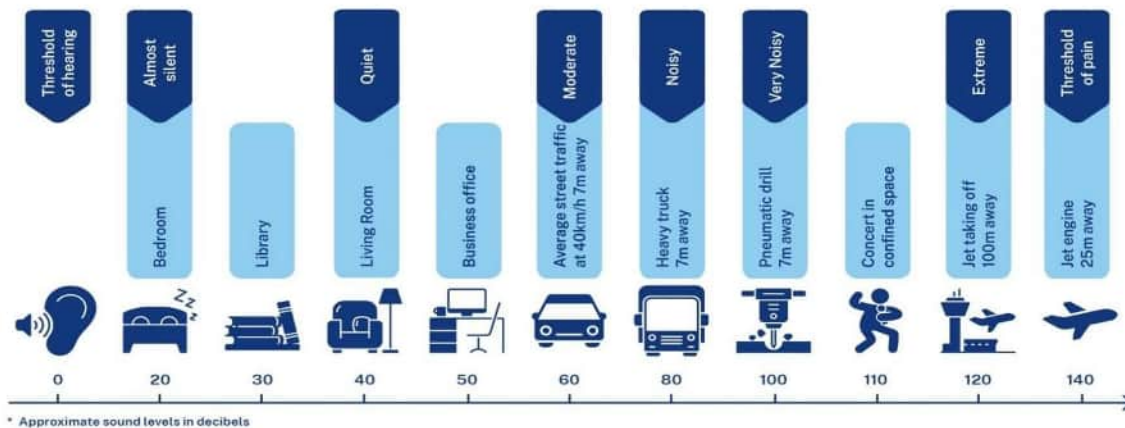 Threshold
of hearing
Almost
silent
Quiet
Moderate
Noisy
Very Noisy
Extreme
Threshold
of pain
Bedroom
Library
Living Room
Business office
Average street traffic
at 40km/h 7m away
Heavy truck
7m away
Pneumatic drill
7m away
Concert in
confined space
Jet taking off
100m away
Jet engine
25m away
ZZz
0 20 30 40 50 60 80 100 110 120 140
* Approximate sound levels in decibels